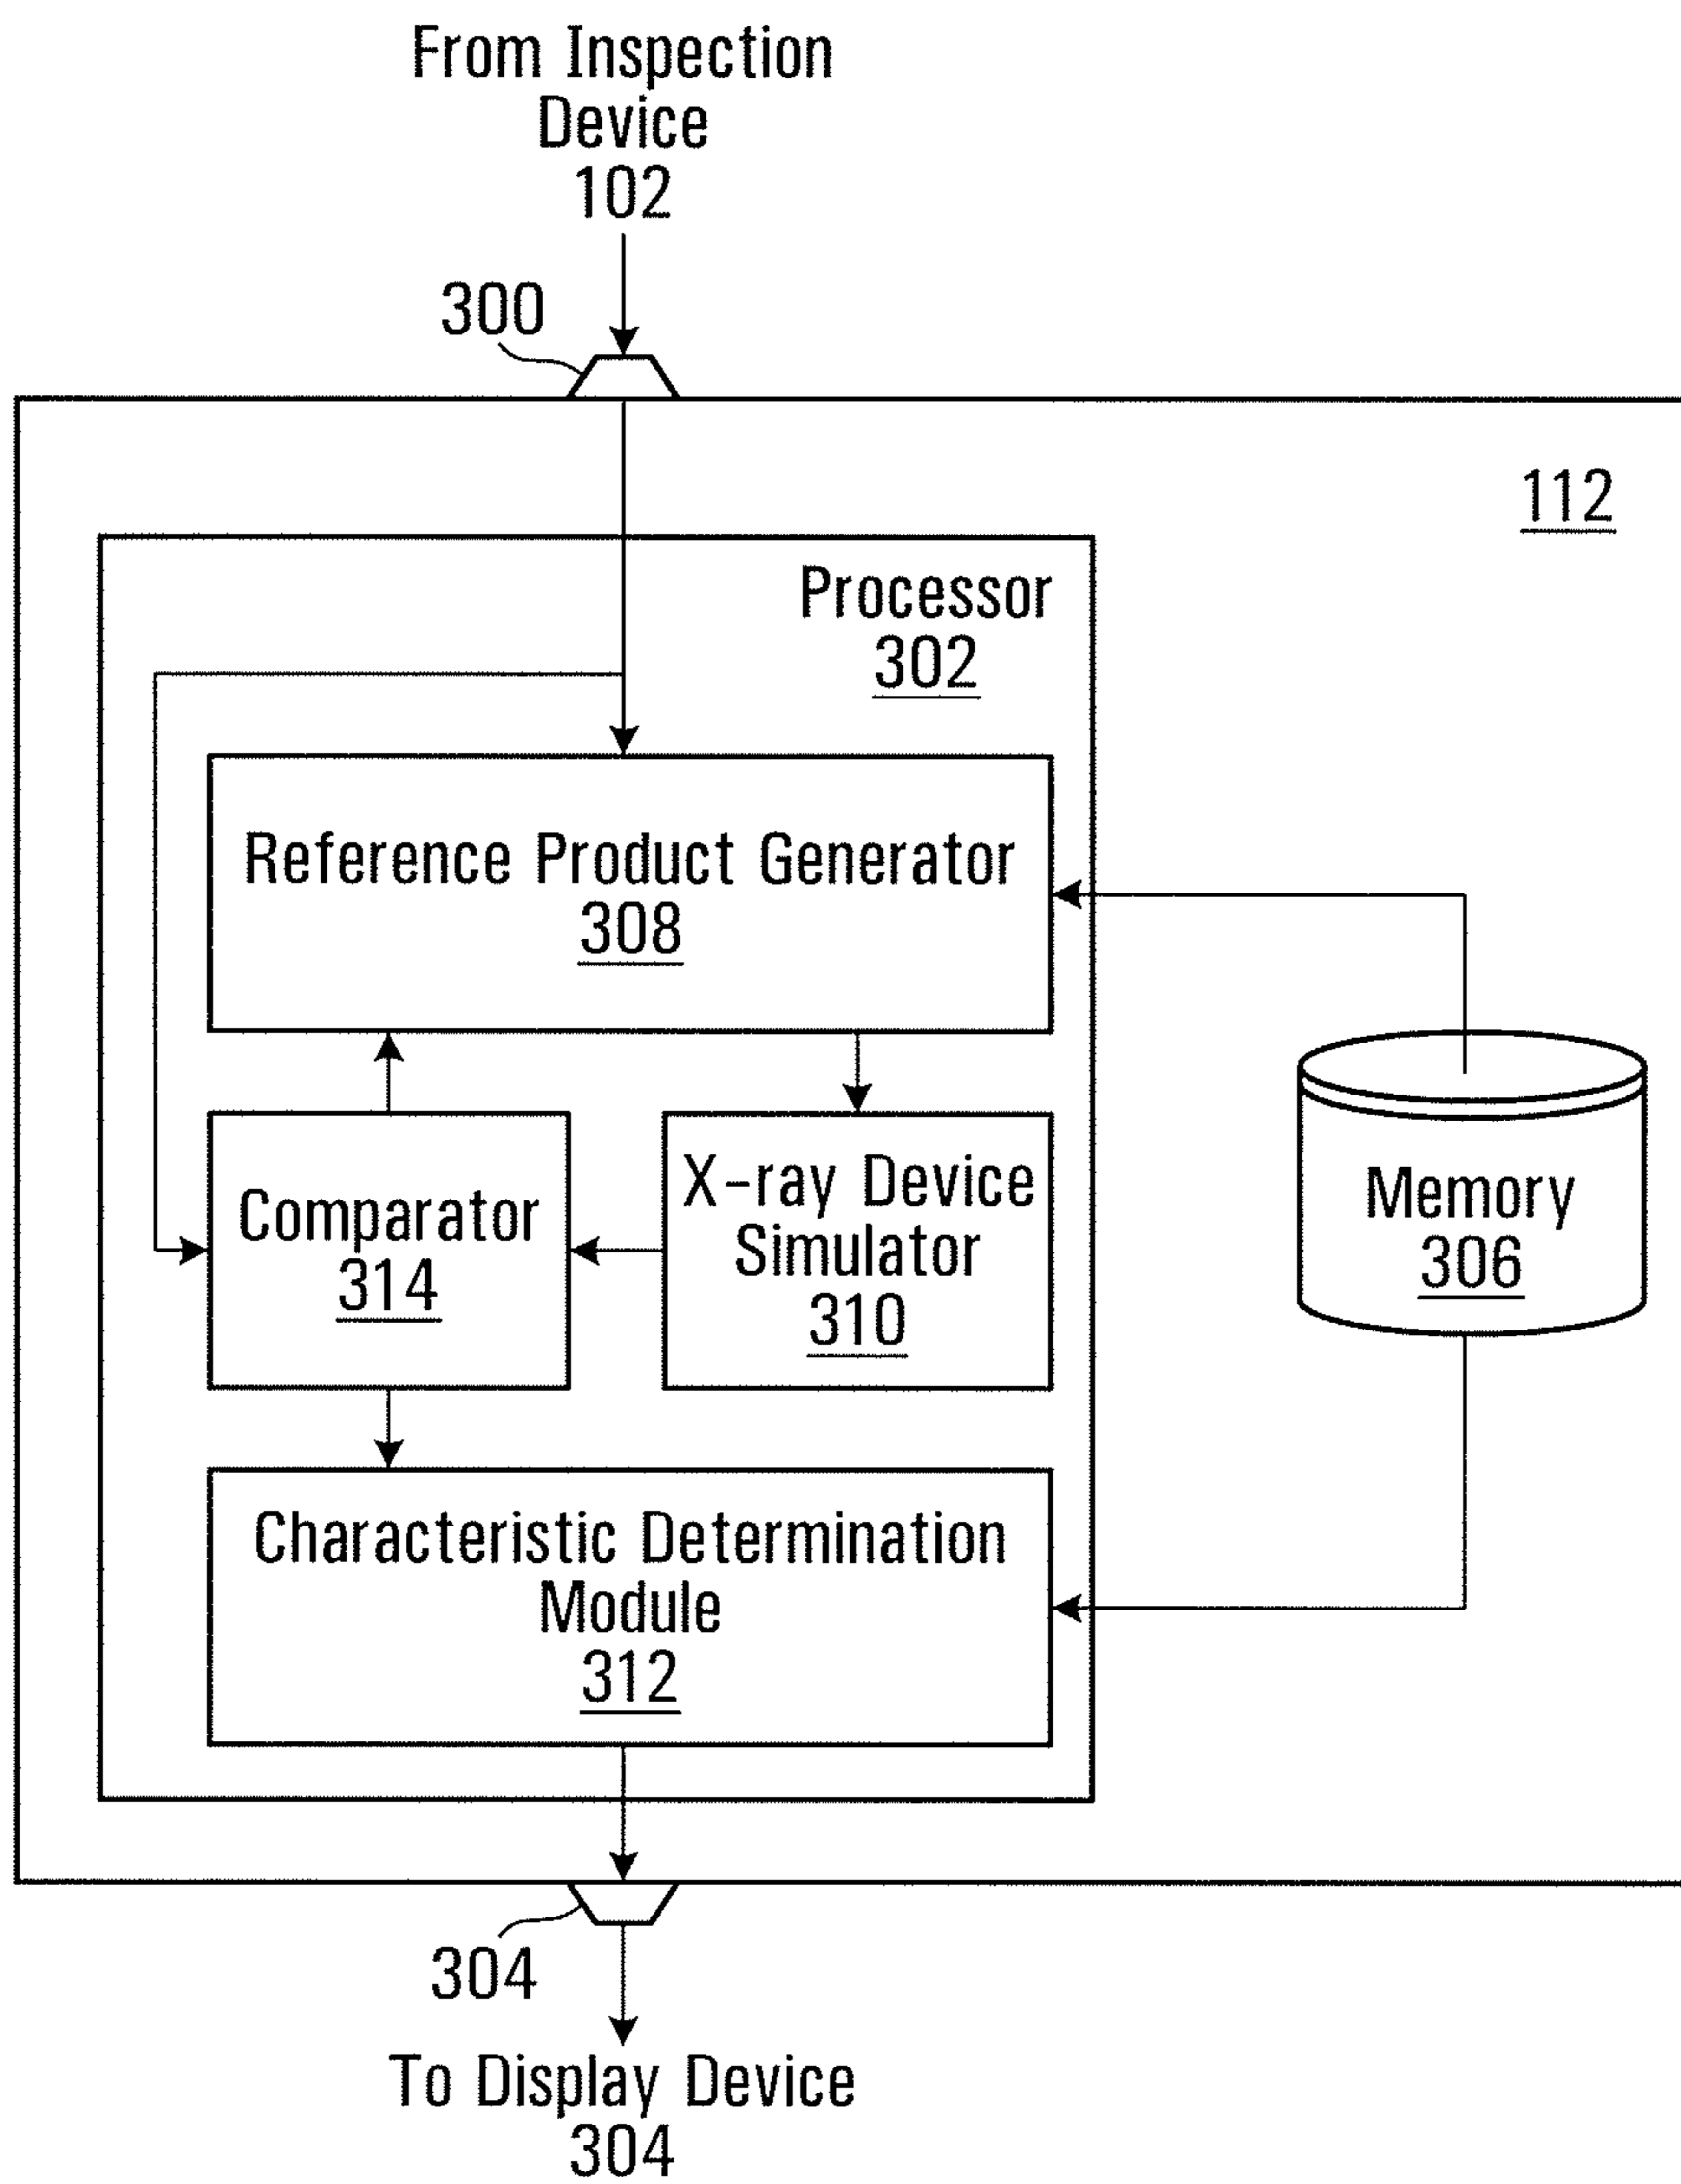 From Inspection
Device
102
300
112
Processor
302
Reference Product Generator
308
Comparator
314
X-ray Device
Simulator
310
Memory
306
Characteristic Determination
Module
312
304
To Display Device
304